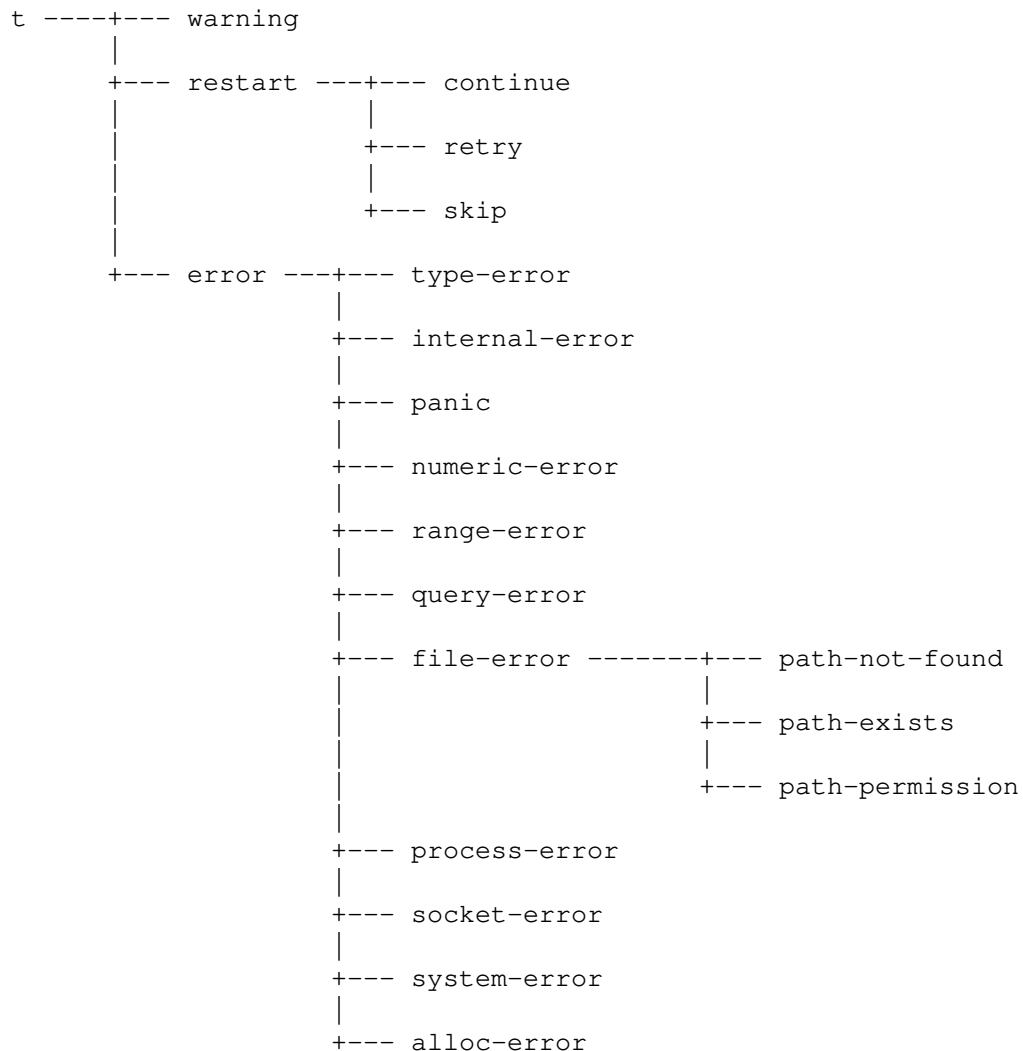 t ----+--- warning
|
+--- restart ---+--- continue
| |
| +--- retry
| |
| +--- skip
|
+--- error ---+--- type-error
|
+--- internal-error
|
+--- panic
|
+--- numeric-error
|
+--- range-error
|
+--- query-error
|
+--- file-error -------+--- path-not-found
| |
| +--- path-exists
| |
| +--- path-permission
|
+--- process-error
|
+--- socket-error
|
+--- system-error
|
+--- alloc-error